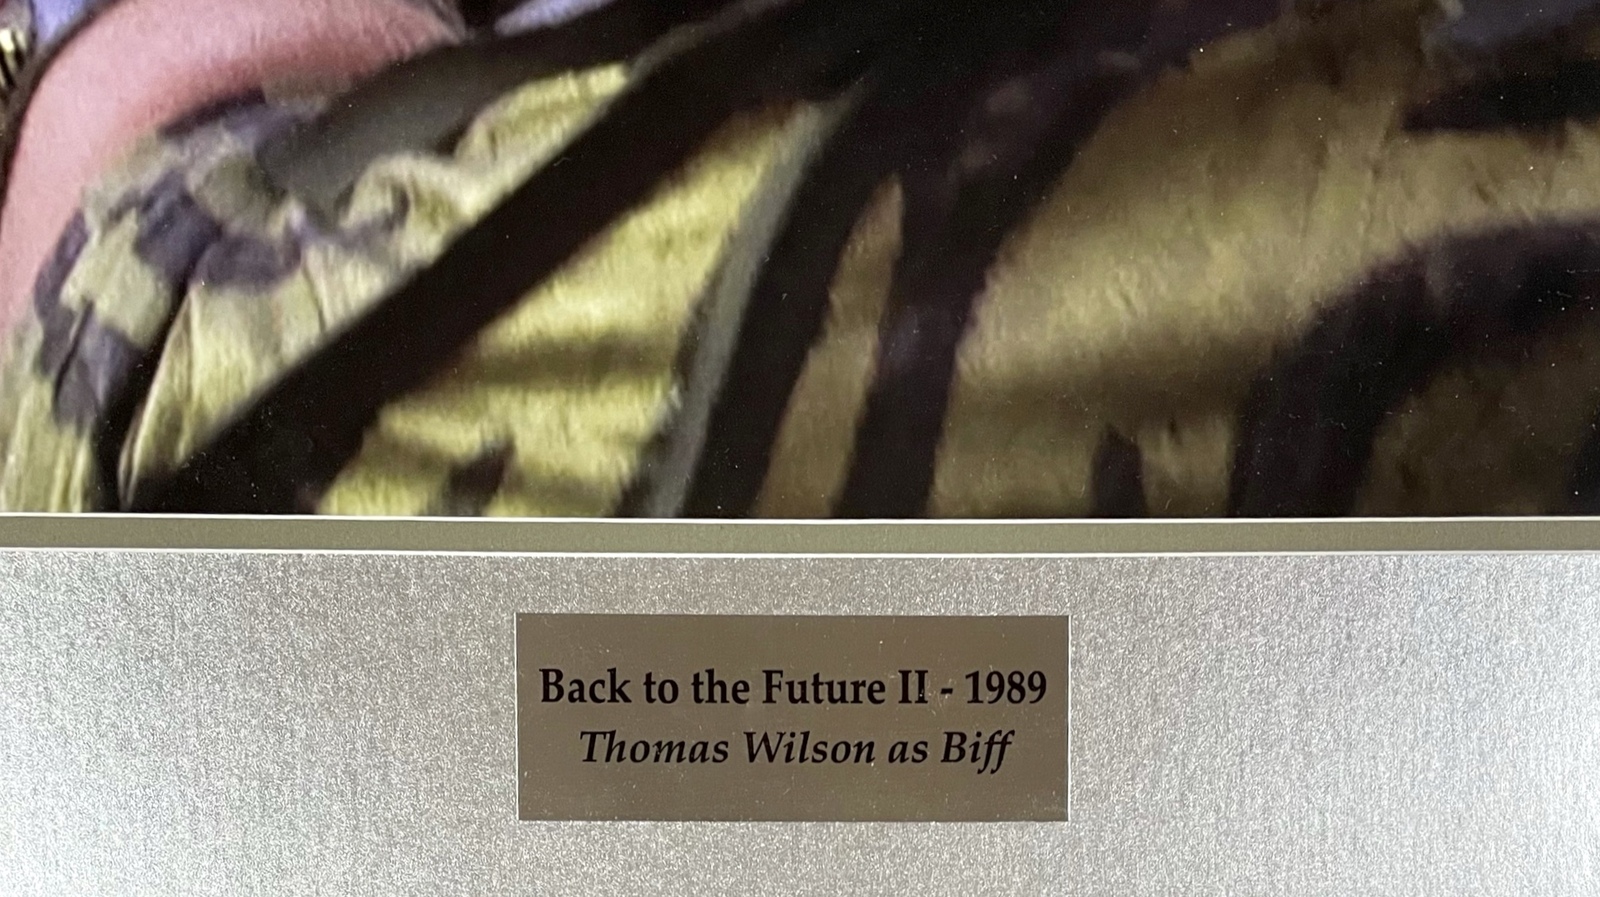 Back to the Future II - 1989
Thomas Wilson as Biff